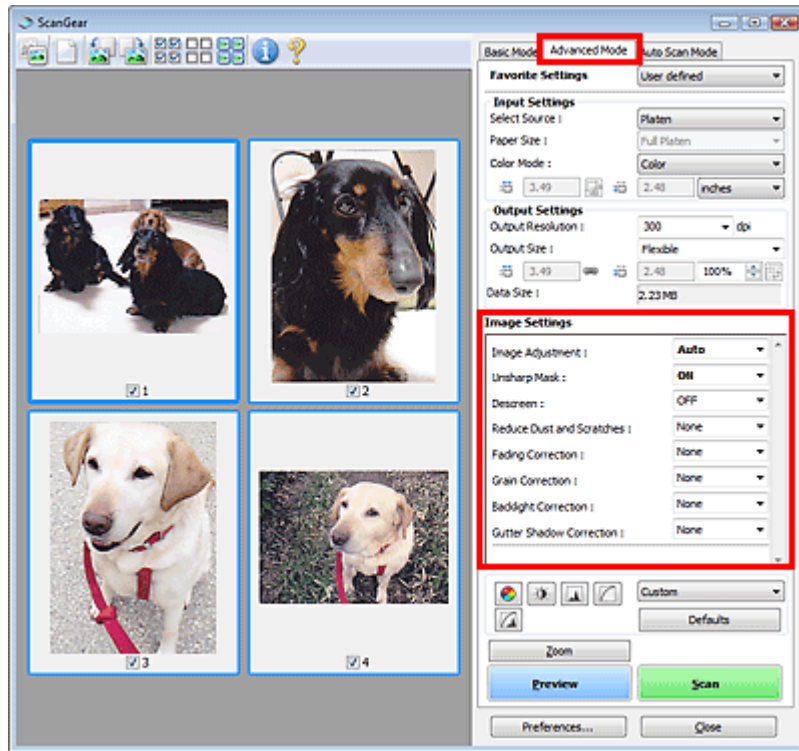 ScanGear
Basic Mode Advanced Mode Auto Scan Mode
Favorite Settings User defined
Input Settings
Select Source : Platen
Paper Size : Full Platen
Color Mode : Color
3.49 2.48 inches
Output Settings
Output Resolution : 300 dpi
Output Size : Flexible
3.49 2.48 100%
Data Size : 2.23 MB
Image Settings
Image Adjustment : Auto
Unsharp Mask : ON
Descreen : OFF
Reduce Dust and Scratches : None
Fading Correction : None
Grain Correction : None
Backlight Correction : None
Gutter Shadow Correction : None
1
2
3
4
Custom
Defaults
Zoom
Preview Scan
Preferences... Close